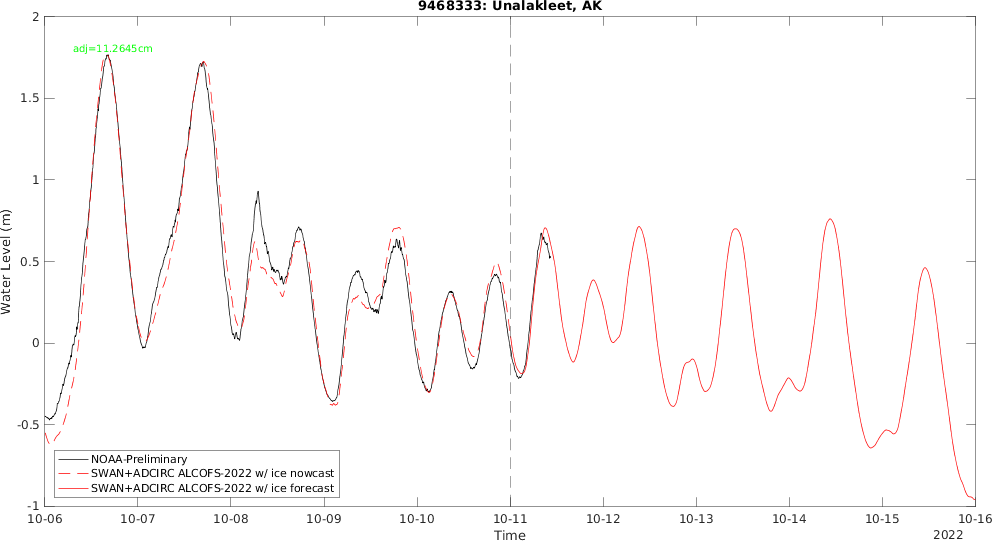 9468333: Unalakleet, AK
adj=11.2645cm
Water Level (m)
2
1.5
1
0.5
0
-0.5
-1
NOAA-Preliminary
SWAN+ADCIRC ALCOFS-2022 w/ ice nowcast
SWAN+ADCIRC ALCOFS-2022 w/ ice forecast
10-06 10-07 10-08 10-09 10-10 10-11 10-12 10-13 10-14 10-15 10-16
Time
2022